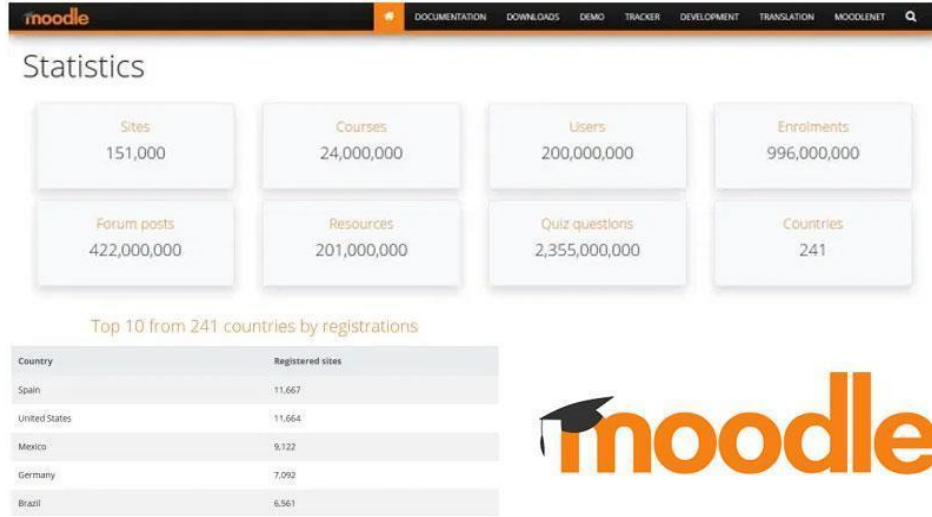 moodle
DOCUMENTATION DOWNLOADS DEMO TRACKER DEVELOPMENT TRANSLATION MOODLENET
Statistics
Sites Courses Users Enrolments
151,000 24,000,000 200,000,000 996,000,000
Forum posts Resources Quiz questions Countries
422,000,000 201,000,000 2,355,000,000 241
Top 10 from 241 countries by registrations
Country Registered sites
Spain 11,667
United States 11,664
Mexico 9,122
Germany 7,092
Brazil 6,561
moodle